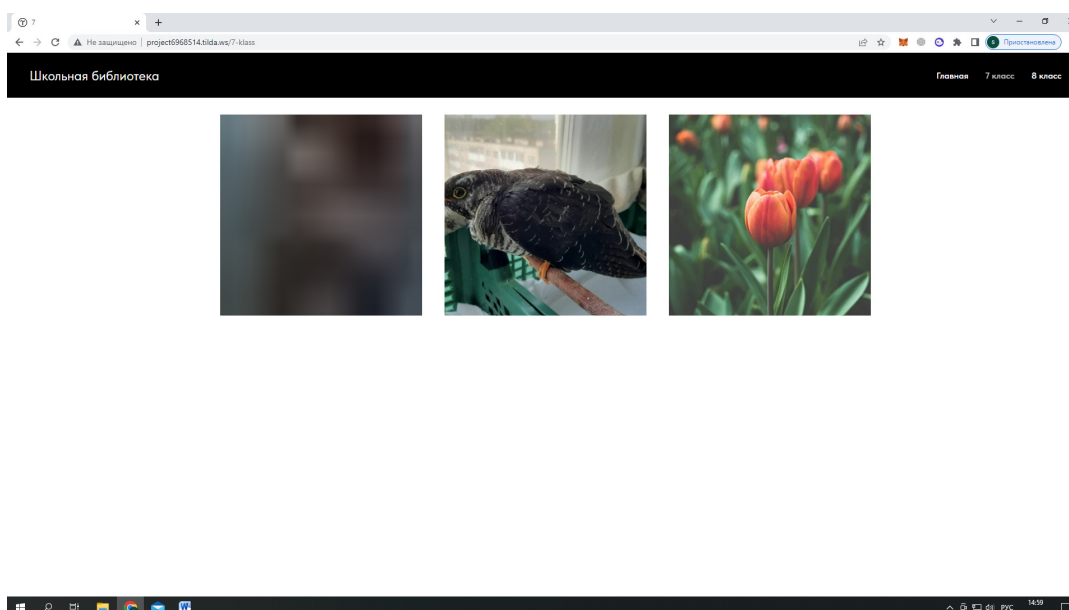 7
Не защищено project6968514.tilda.ws/7-klass
Приостановлена
Школьная библиотека
Главная 7 класс 8 класс
14:59
РУС